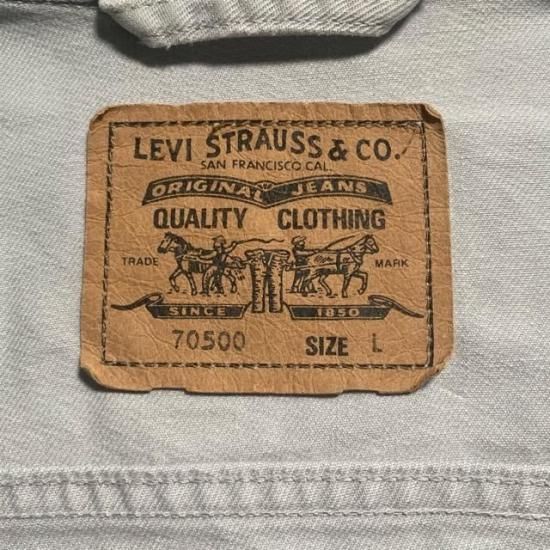 LEVI STRAUSS & CO.
SAN FRANCISCO CAL.
ORIGINAL JEANS
QUALITY CLOTHING
TRADE MARK
SINCE 1850
70500 SIZE L